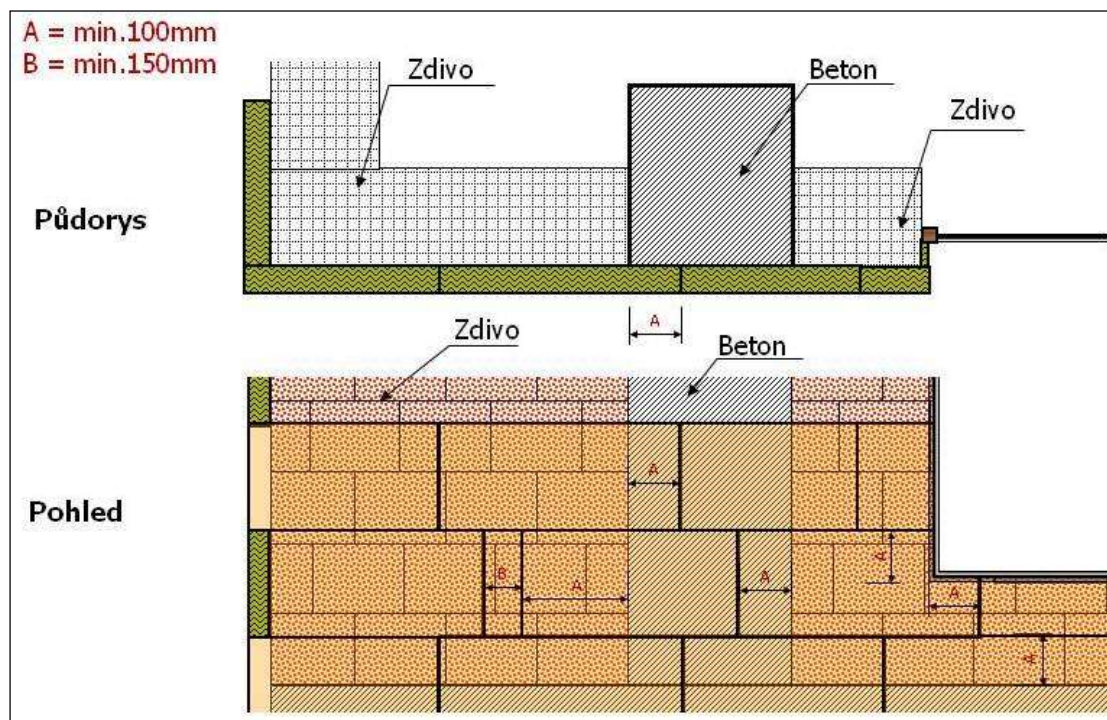 A = min.100mm
B = min.150mm
Zdivo
Beton
Zdivo
Půdorys
A
Zdivo
Beton
A
Pohled
A
B
A
A
A
A